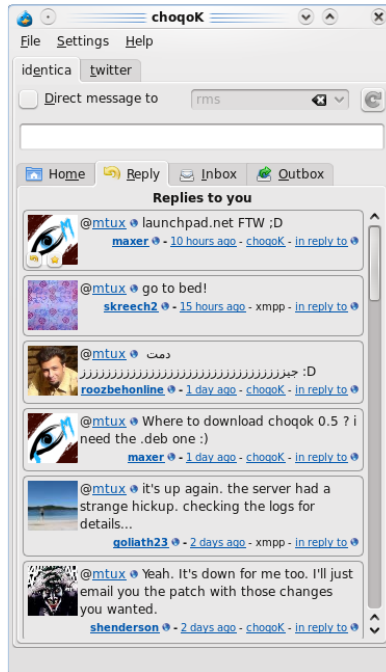 choqoK
File Settings Help
identica twitter
Direct message to rms
Home Reply Inbox Outbox
Replies to you
@mtux launchpad.net FTW ;D
maxer - 10 hours ago - choqoK - in reply to
@mtux go to bed!
skreech2 - 15 hours ago - xmpp - in reply to
@mtux دمت
جیززززززززززززززززززززززززززززززز :D
roozbehonline - 1 day ago - choqoK - in reply to
@mtux Where to download choqok 0.5 ? i
need the .deb one :)
maxer - 1 day ago - choqoK - in reply to
@mtux it's up again. the server had a
strange hickup. checking the logs for
details...
goliath23 - 2 days ago - xmpp - in reply to
@mtux Yeah. It's down for me too. I'll just
email you the patch with those changes
you wanted.
shenderson - 2 days ago - choqoK - in reply to